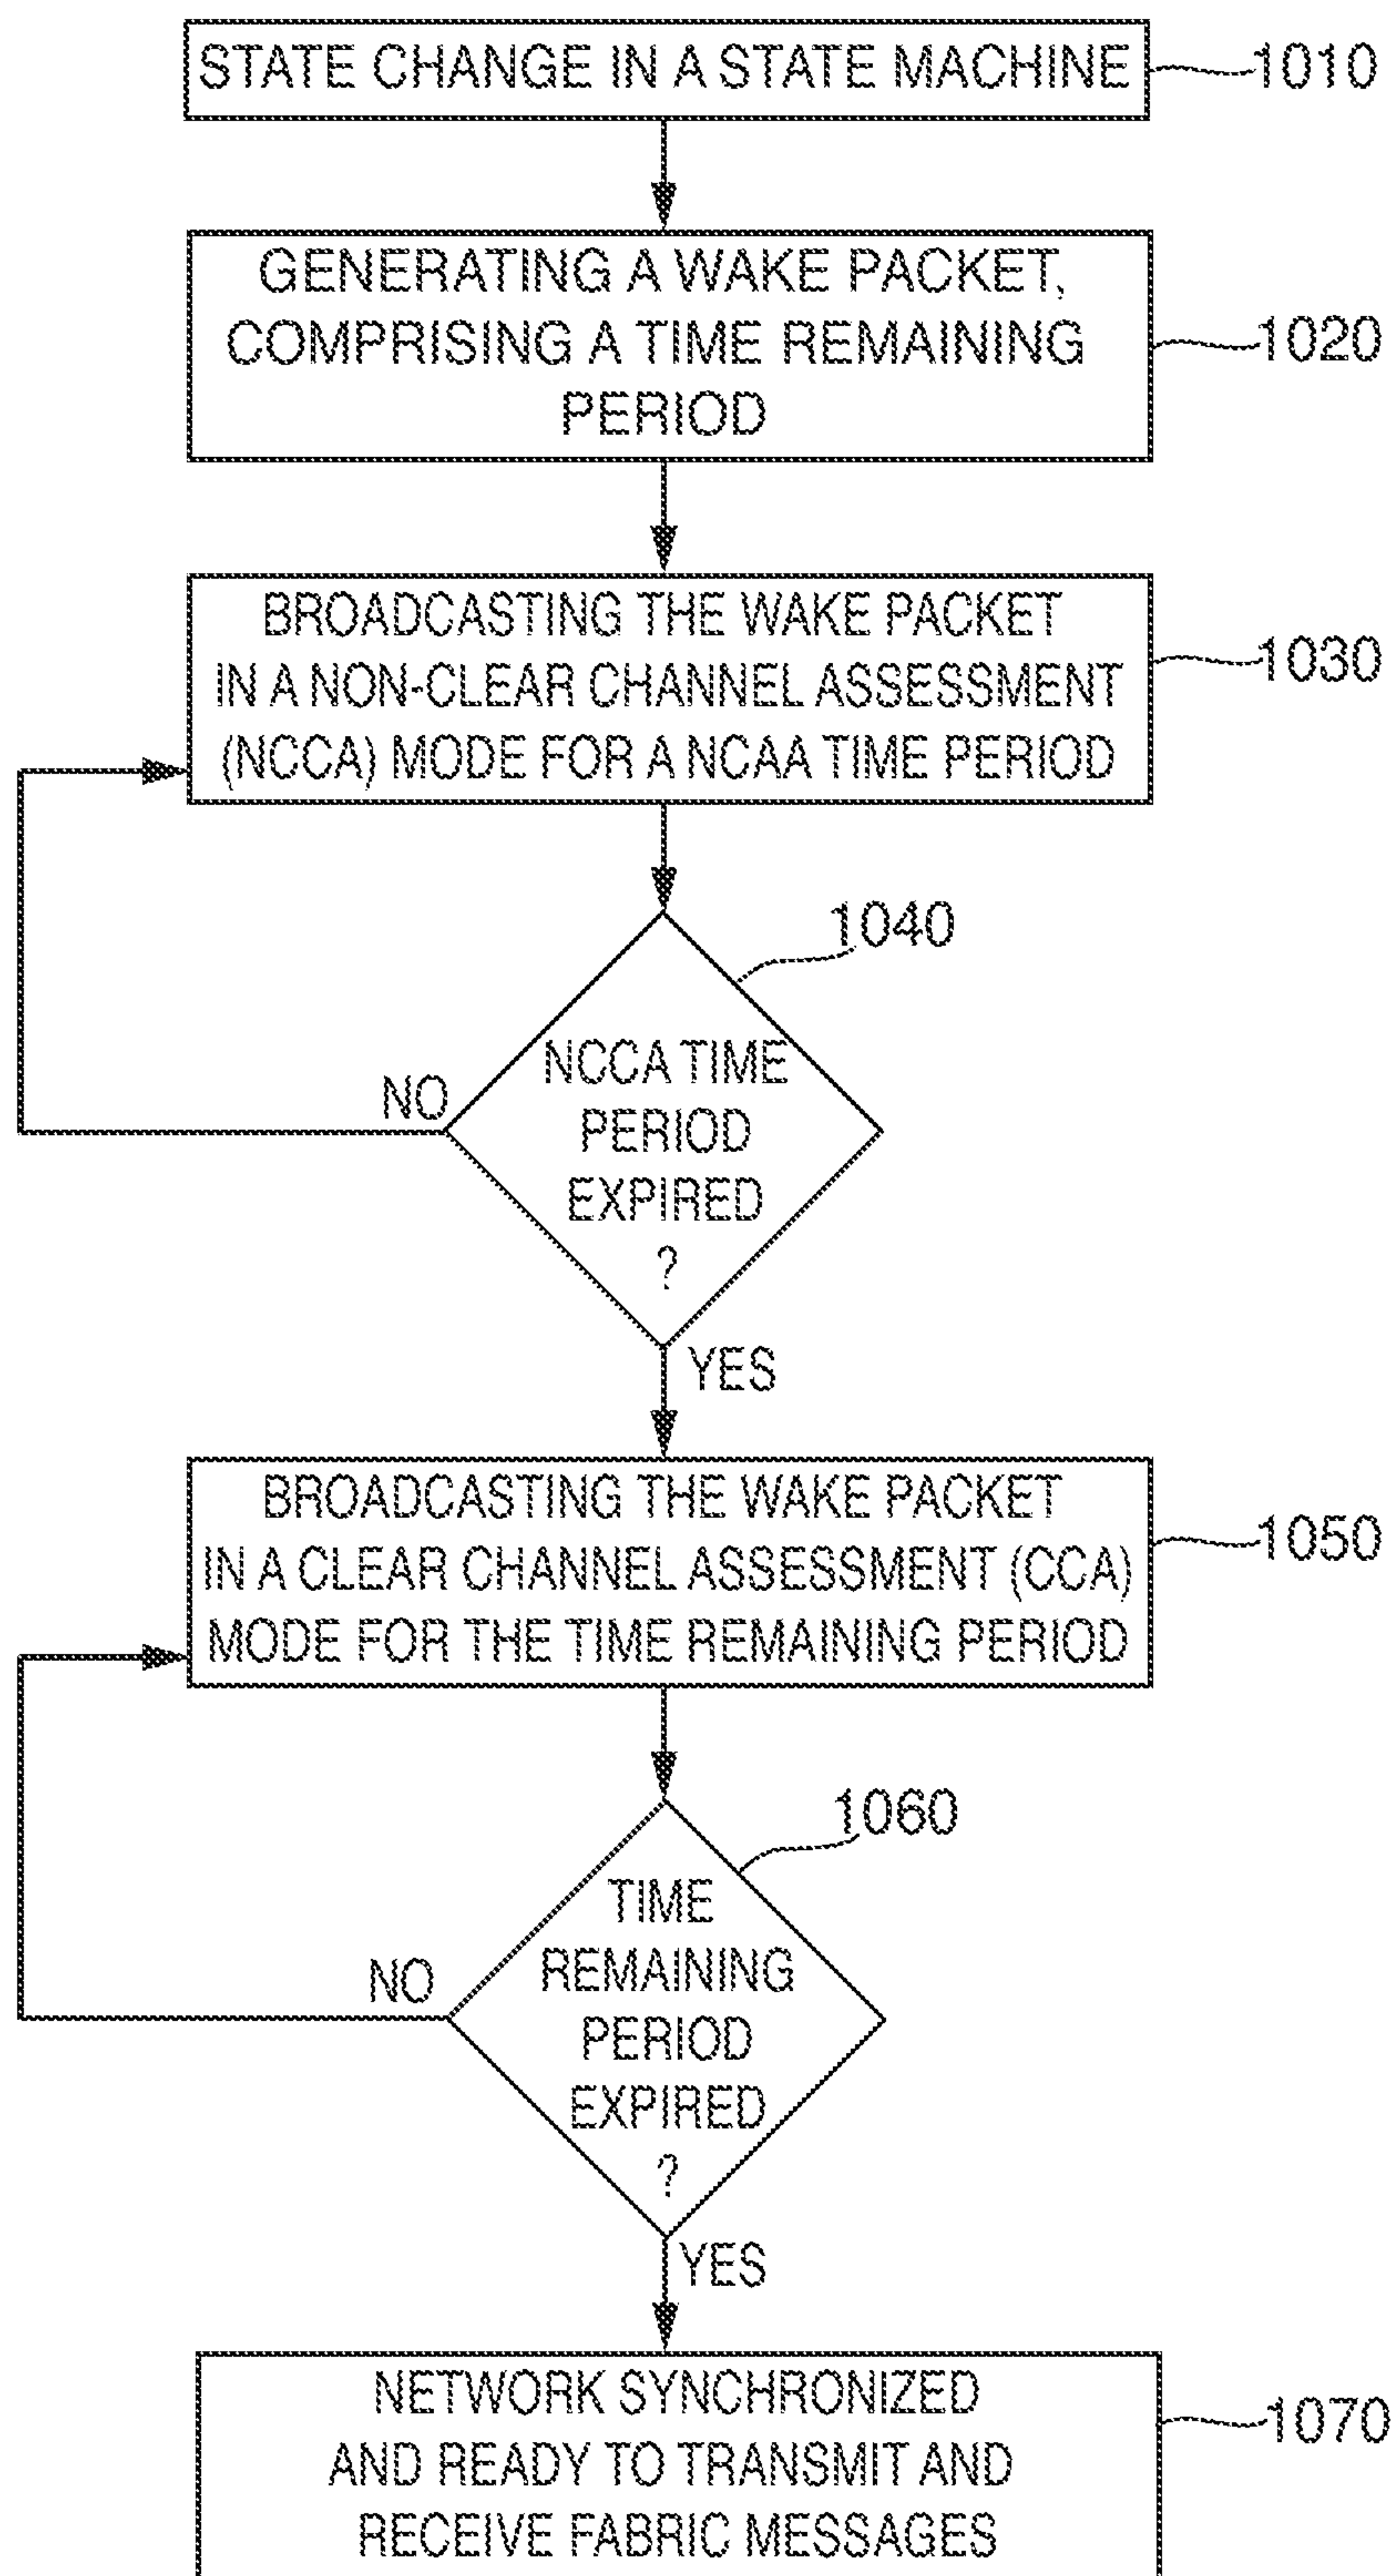 STATE CHANGE IN A STATE MACHINE
1010
GENERATING A WAKE PACKET,
COMPRISING A TIME REMAINING
PERIOD
1020
BROADCASTING THE WAKE PACKET
IN A NON-CLEAR CHANNEL ASSESSMENT
(NCCA) MODE FOR A NCAA TIME PERIOD
1030
1040
NCCA TIME
PERIOD
EXPIRED
?
NO
YES
BROADCASTING THE WAKE PACKET
IN A CLEAR CHANNEL ASSESSMENT (CCA)
MODE FOR THE TIME REMAINING PERIOD
1050
1060
TIME
REMAINING
PERIOD
EXPIRED
?
NO
YES
NETWORK SYNCHRONIZED
AND READY TO TRANSMIT AND
RECEIVE FABRIC MESSAGES
1070